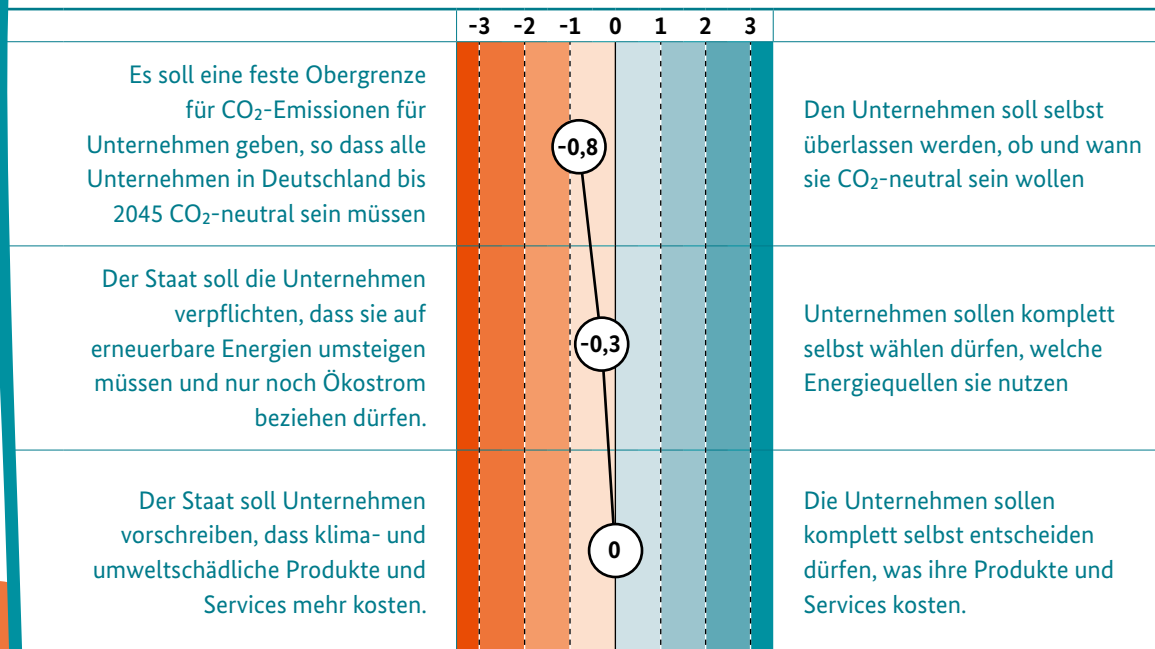 -3 -2 -1 0 1 2 3
Es soll eine feste Obergrenze
für CO₂-Emissionen für
Unternehmen geben, so dass alle
Unternehmen in Deutschland bis
2045 CO₂-neutral sein müssen
-0,8
Den Unternehmen soll selbst
überlassen werden, ob und wann
sie CO₂-neutral sein wollen
Der Staat soll die Unternehmen
verpflichten, dass sie auf
erneuerbare Energien umsteigen
müssen und nur noch Ökostrom
beziehen dürfen.
-0,3
Unternehmen sollen komplett
selbst wählen dürfen, welche
Energiequellen sie nutzen
Der Staat soll Unternehmen
vorschreiben, dass klima- und
umweltschädliche Produkte und
Services mehr kosten.
0
Die Unternehmen sollen
komplett selbst entscheiden
dürfen, was ihre Produkte und
Services kosten.